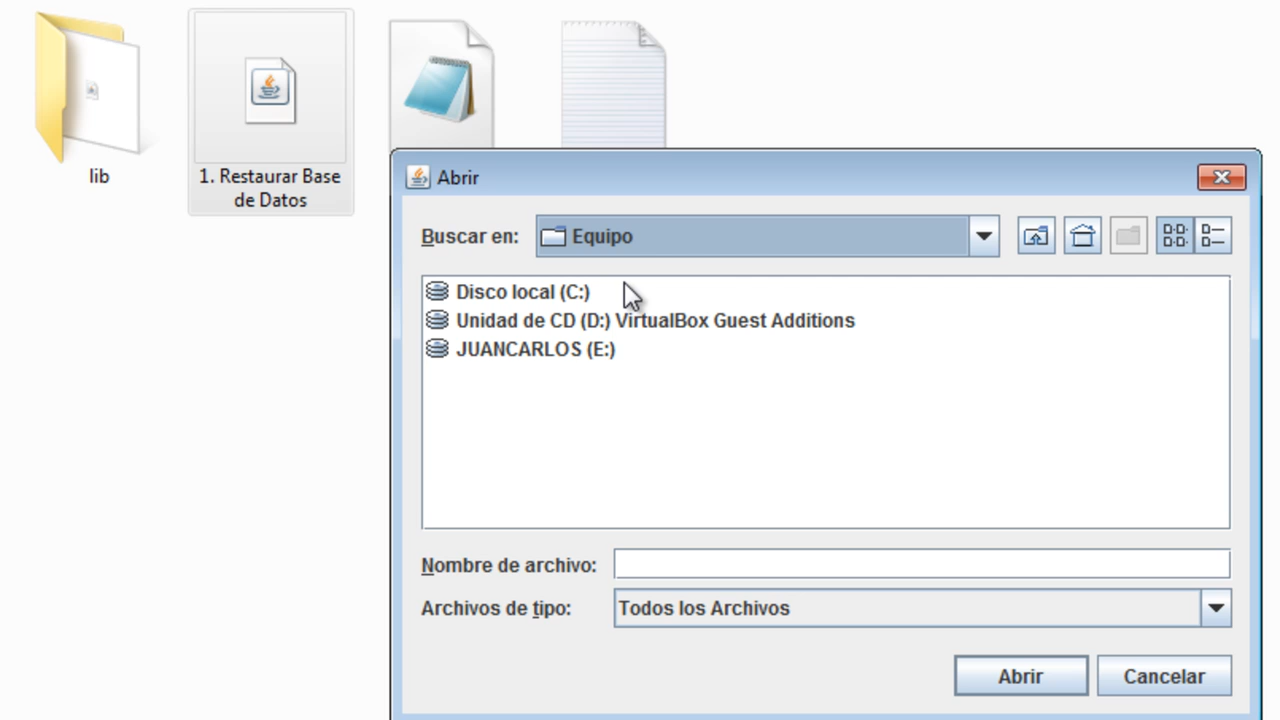 lib
1. Restaurar Base
de Datos
Abrir
Buscar en:
Equipo
Disco local (C:)
Unidad de CD (D:) VirtualBox Guest Additions
JUANCARLOS (E:)
Nombre de archivo:
Archivos de tipo:
Todos los Archivos
Abrir
Cancelar